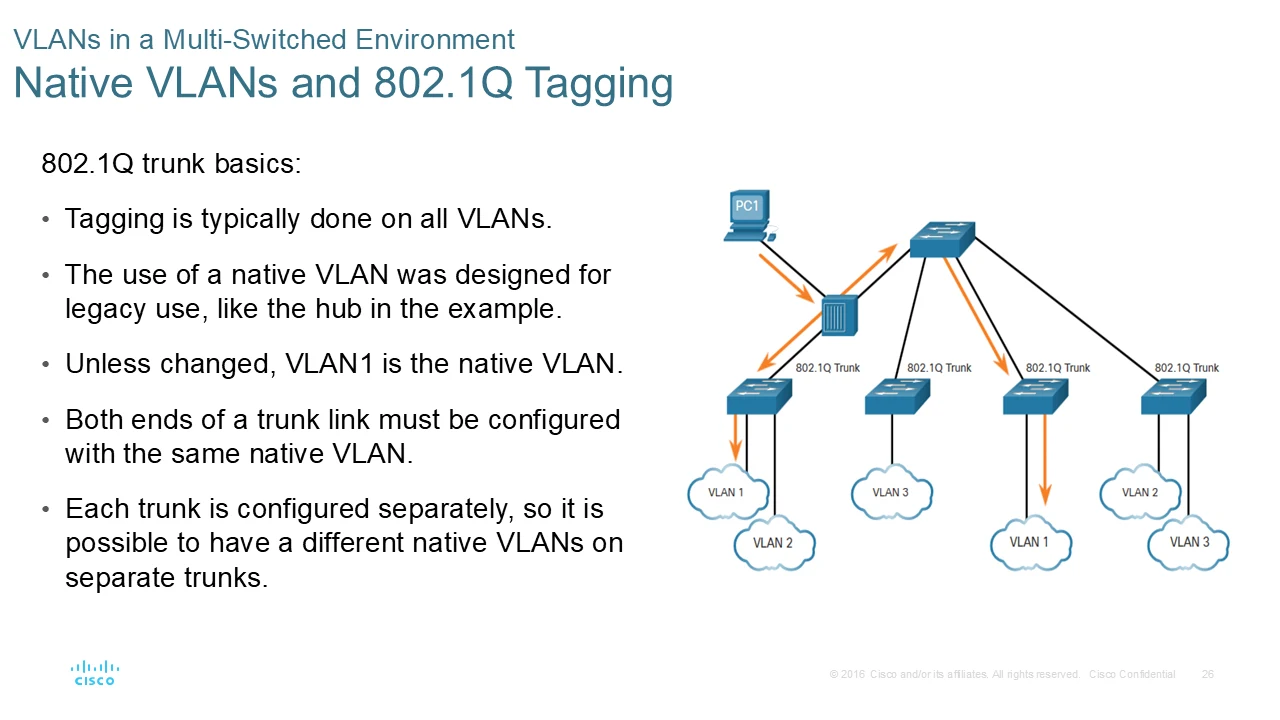 VLANs in a Multi-Switched Environment
Native VLANs and 802.1Q Tagging
802.1Q trunk basics:
• Tagging is typically done on all VLANs.
• The use of a native VLAN was designed for
legacy use, like the hub in the example.
• Unless changed, VLAN1 is the native VLAN.
• Both ends of a trunk link must be configured
with the same native VLAN.
• Each trunk is configured separately, so it is
possible to have a different native VLANs on
separate trunks.
PC1
802.1Q Trunk
802.1Q Trunk
802.1Q Trunk
802.1Q Trunk
VLAN 1
VLAN 2
VLAN 3
VLAN 1
VLAN 2
VLAN 3
CISCO
© 2016 Cisco and/or its affiliates. All rights reserved. Cisco Confidential 26